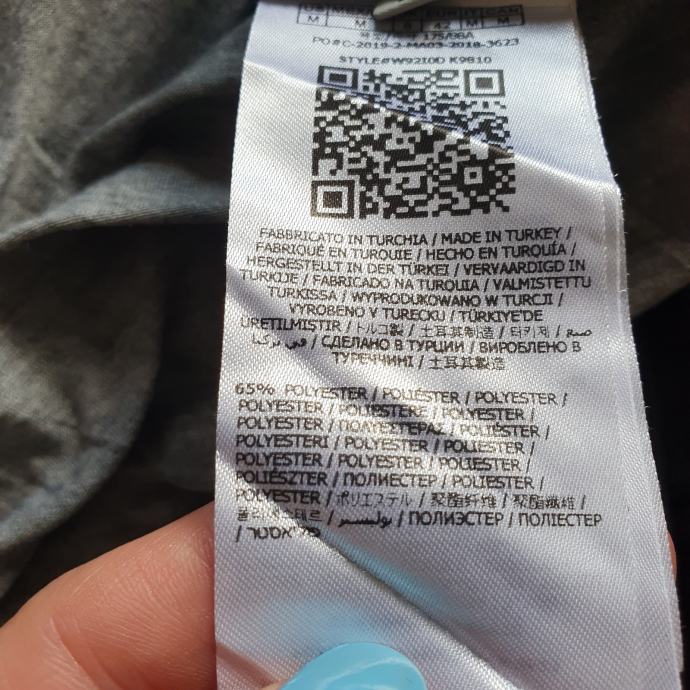 M M 42 M M
175/98A
PO#C-2019-2-MA03-2018-3623
STYLE#W92I0D K9810
FABBRICATO IN TURCHIA / MADE IN TURKEY /
FABRIQUÉ EN TURQUIE / HECHO EN TURQUÍA /
HERGESTELLT IN DER TÜRKEI / VERVAARDIGD IN
TURKIJE / FABRICADO NA TURQUIA / VALMISTETTU
TURKISSA / WYPRODUKOWANO W TURCJI /
VYROBENO V TURECKU / TÜRKIYE'DE
ÜRETILMIŞTIR / トルコ製 / 土耳其制造 / 터키제 / صنع
في تركيا / СДЕЛАНО В ТУРЦИИ / ВИРОБЛЕНО В
ТУРЕЧЧИНІ / 土耳其製造
65% POLYESTER / POLIÉSTER / POLYESTER /
POLYESTER / POLIESTERE / POLYESTER /
POLYESTER / ΠΟΛΥΕΣΤΕΡΑΣ / POLIÉSTER /
POLYESTERI / POLYESTER / POLIESTER /
POLYESTER / POLYESTER / POLIESTER /
POLIÉSZTER / ПОЛИЕСТЕР / POLIESTER /
POLYESTER / ポリエステル / 聚酯纤维 / 聚酯纖維 /
폴리에스테르 / بوليستر / ПОЛИЭСТЕР / ПОЛІЕСТЕР
/ פוליאסטר